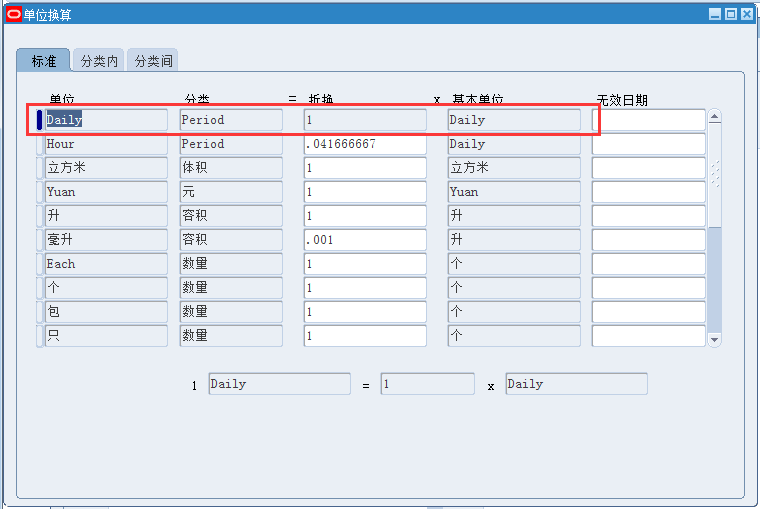 单位换算
标准 分类内 分类间
单位 分类 = 折换 x 基本单位 无效日期
Daily Period 1 Daily
Hour Period .041666667 Daily
立方米 体积 1 立方米
Yuan 元 1 Yuan
升 容积 1 升
毫升 容积 .001 升
Each 数量 1 个
个 数量 1 个
包 数量 1 个
只 数量 1 个
1 Daily = 1 x Daily